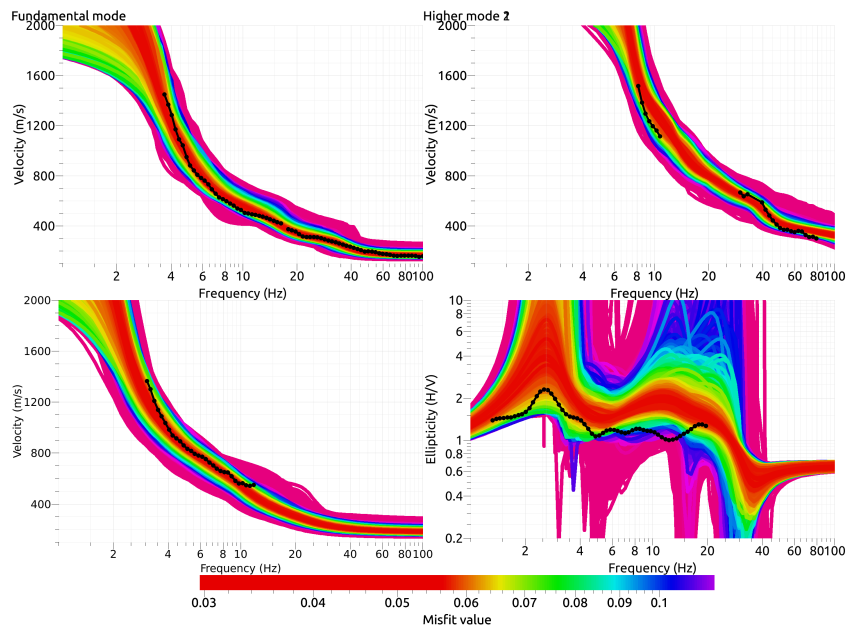 Fundamental mode
Higher mode
2000
1600
1200
800
400
Velocity (m/s)
2 4 6 8 10 20 40 60 80100
Frequency (Hz)
2000
1600
1200
800
400
Velocity (m/s)
2 4 6 8 10 20 40 60 80100
Frequency (Hz)
2000
1600
1200
800
400
Velocity (m/s)
2 4 6 8 10 20 40 60 80100
Frequency (Hz)
10
8
6
4
2
1
0.8
0.6
0.4
0.2
Ellipticity (H/V)
2 4 6 8 10 20 40 60 80100
Frequency (Hz)
0.03 0.04 0.05 0.06 0.07 0.08 0.09 0.1
Misfit value